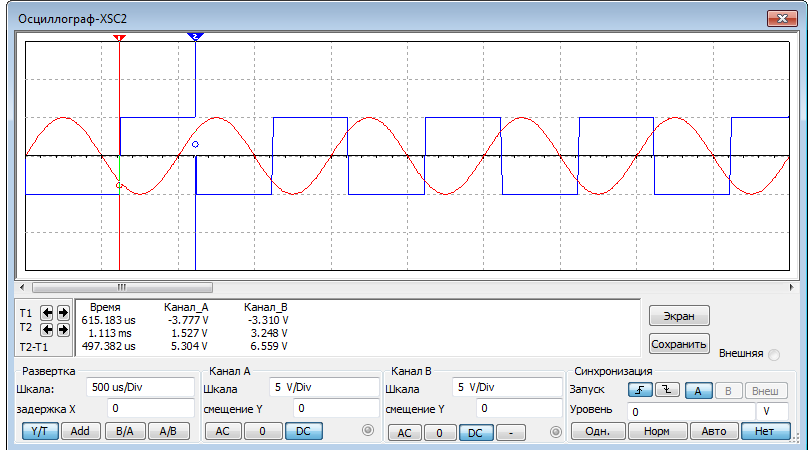 Осциллограф-XSC2
1 2
Время Канал_A Канал_B
T1 615.183 us -3.777 V -3.310 V
T2 1.113 ms 1.527 V 3.248 V
T2-T1 497.382 us 5.304 V 6.559 V
Экран
Сохранить
Внешняя
Развертка
Шкала: 500 us/Div
задержка X 0
Y/T Add B/A A/B
Канал A
Шкала 5 V/Div
смещение Y 0
AC 0 DC
Канал B
Шкала 5 V/Div
смещение Y 0
AC 0 DC -
Синхронизация
Запуск A B Внеш
Уровень 0 V
Одн. Норм Авто Нет